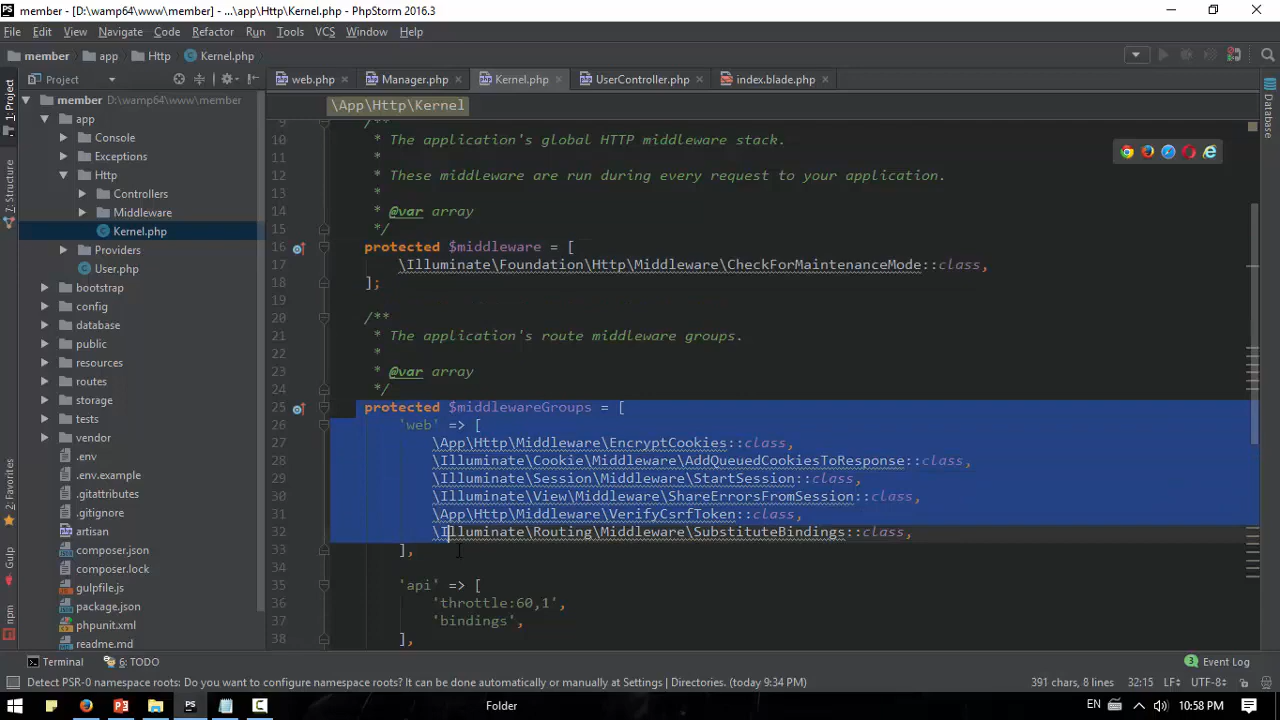 member - [D:\wamp64\www\member] - ...\app\Http\Kernel.php - PhpStorm 2016.3
File Edit View Navigate Code Refactor Run Tools VCS Window Help
member app Http Kernel.php
Project web.php Manager.php Kernel.php UserController.php index.blade.php
\App\Http\Kernel
member D:\wamp64\www\member
app
Console
Exceptions
Http
Controllers
Middleware
Kernel.php
Providers
User.php
bootstrap
config
database
public
resources
routes
storage
tests
vendor
.env
.env.example
.gitattributes
.gitignore
artisan
composer.json
composer.lock
gulpfile.js
package.json
phpunit.xml
readme.md
1: Project
7: Structure
2: Favorites
Gulp
npm
Database
9 /**
10 * The application's global HTTP middleware stack.
11 *
12 * These middleware are run during every request to your application.
13 *
14 * @var array
15 */
16 protected $middleware = [
17 \Illuminate\Foundation\Http\Middleware\CheckForMaintenanceMode::class,
18 ];
19
20 /**
21 * The application's route middleware groups.
22 *
23 * @var array
24 */
25 protected $middlewareGroups = [
26 'web' => [
27 \App\Http\Middleware\EncryptCookies::class,
28 \Illuminate\Cookie\Middleware\AddQueuedCookiesToResponse::class,
29 \Illuminate\Session\Middleware\StartSession::class,
30 \Illuminate\View\Middleware\ShareErrorsFromSession::class,
31 \App\Http\Middleware\VerifyCsrfToken::class,
32 \Illuminate\Routing\Middleware\SubstituteBindings::class,
33 ],
34
35 'api' => [
36 'throttle:60,1',
37 'bindings',
38 ],
Terminal 6: TODO 3 Event Log
Detect PSR-0 namespace roots: Do you want to configure namespace roots? It can be done automatically or manually at Settings | Directories. (today 9:34 PM) 391 chars, 8 lines 32:15 LF÷ UTF-8÷
Folder EN 10:58 PM